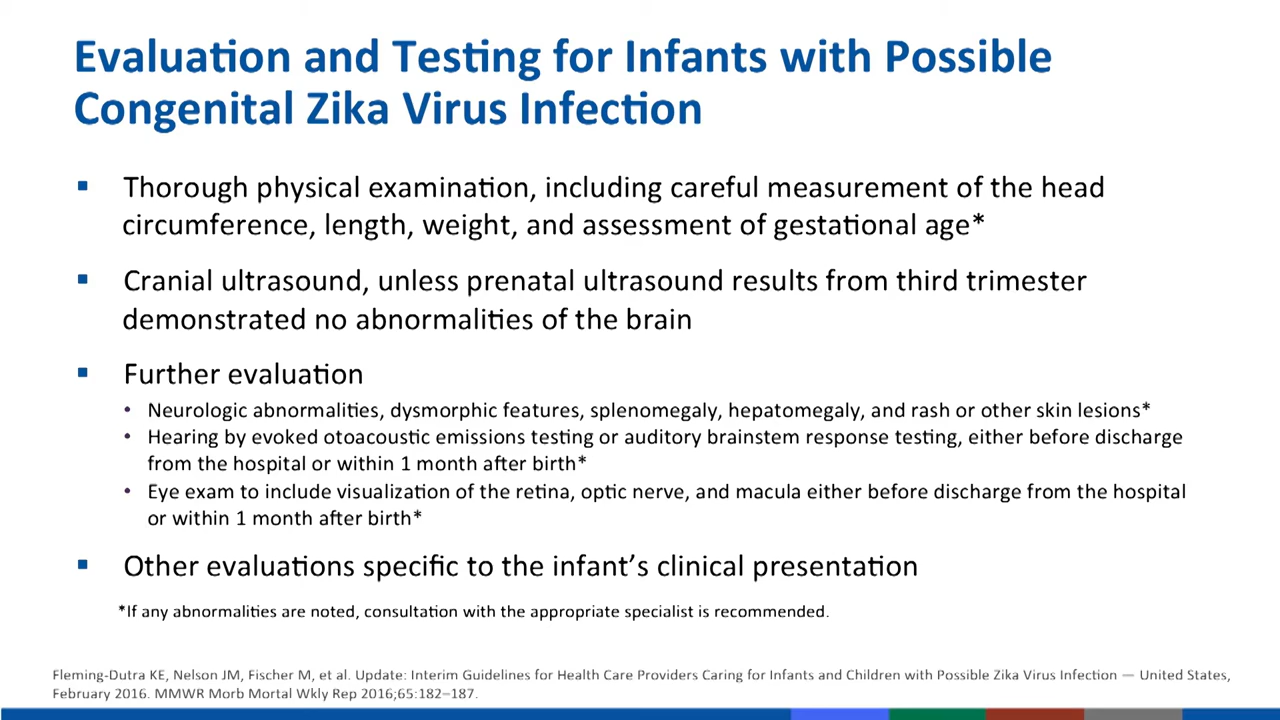 Evaluation and Testing for Infants with Possible
Congenital Zika Virus Infection
▪ Thorough physical examination, including careful measurement of the head
circumference, length, weight, and assessment of gestational age*
▪ Cranial ultrasound, unless prenatal ultrasound results from third trimester
demonstrated no abnormalities of the brain
▪ Further evaluation
• Neurologic abnormalities, dysmorphic features, splenomegaly, hepatomegaly, and rash or other skin lesions*
• Hearing by evoked otoacoustic emissions testing or auditory brainstem response testing, either before discharge
from the hospital or within 1 month after birth*
• Eye exam to include visualization of the retina, optic nerve, and macula either before discharge from the hospital
or within 1 month after birth*
▪ Other evaluations specific to the infant’s clinical presentation
*If any abnormalities are noted, consultation with the appropriate specialist is recommended.
Fleming-Dutra KE, Nelson JM, Fischer M, et al. Update: Interim Guidelines for Health Care Providers Caring for Infants and Children with Possible Zika Virus Infection — United States,
February 2016. MMWR Morb Mortal Wkly Rep 2016;65:182–187.